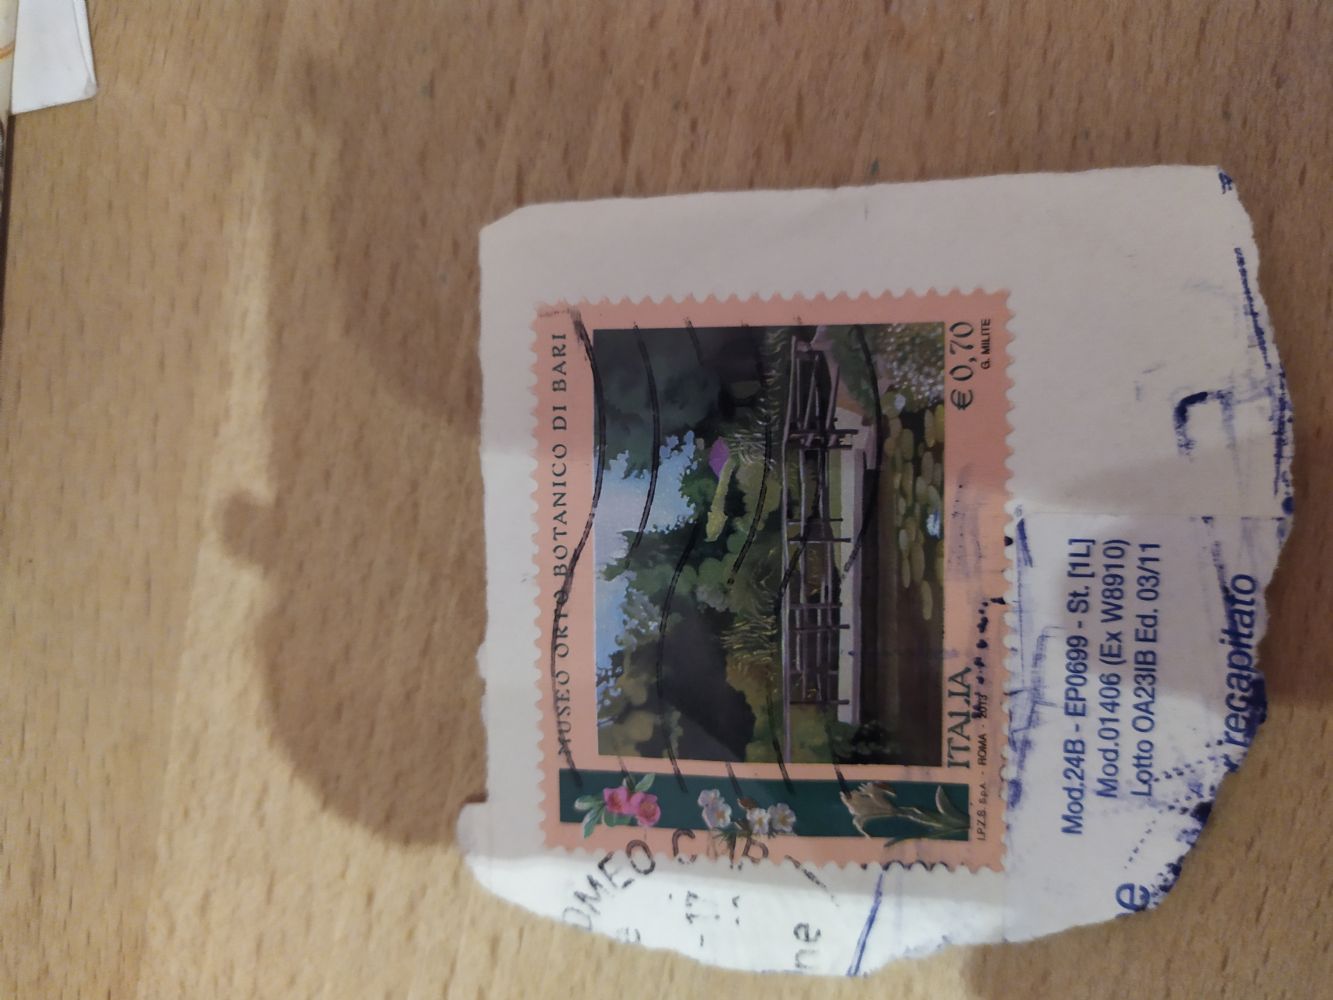 MUSEO ORTO BOTANICO DI BARI
ITALIA
€ 0,70
I.P.Z.S. S.p.A. - ROMA - 2013
G. MILITE
Mod.24B - EP0699 - St. [1L]
Mod.01406 (Ex W8910)
Lotto OA23IB Ed. 03/11
recapitato